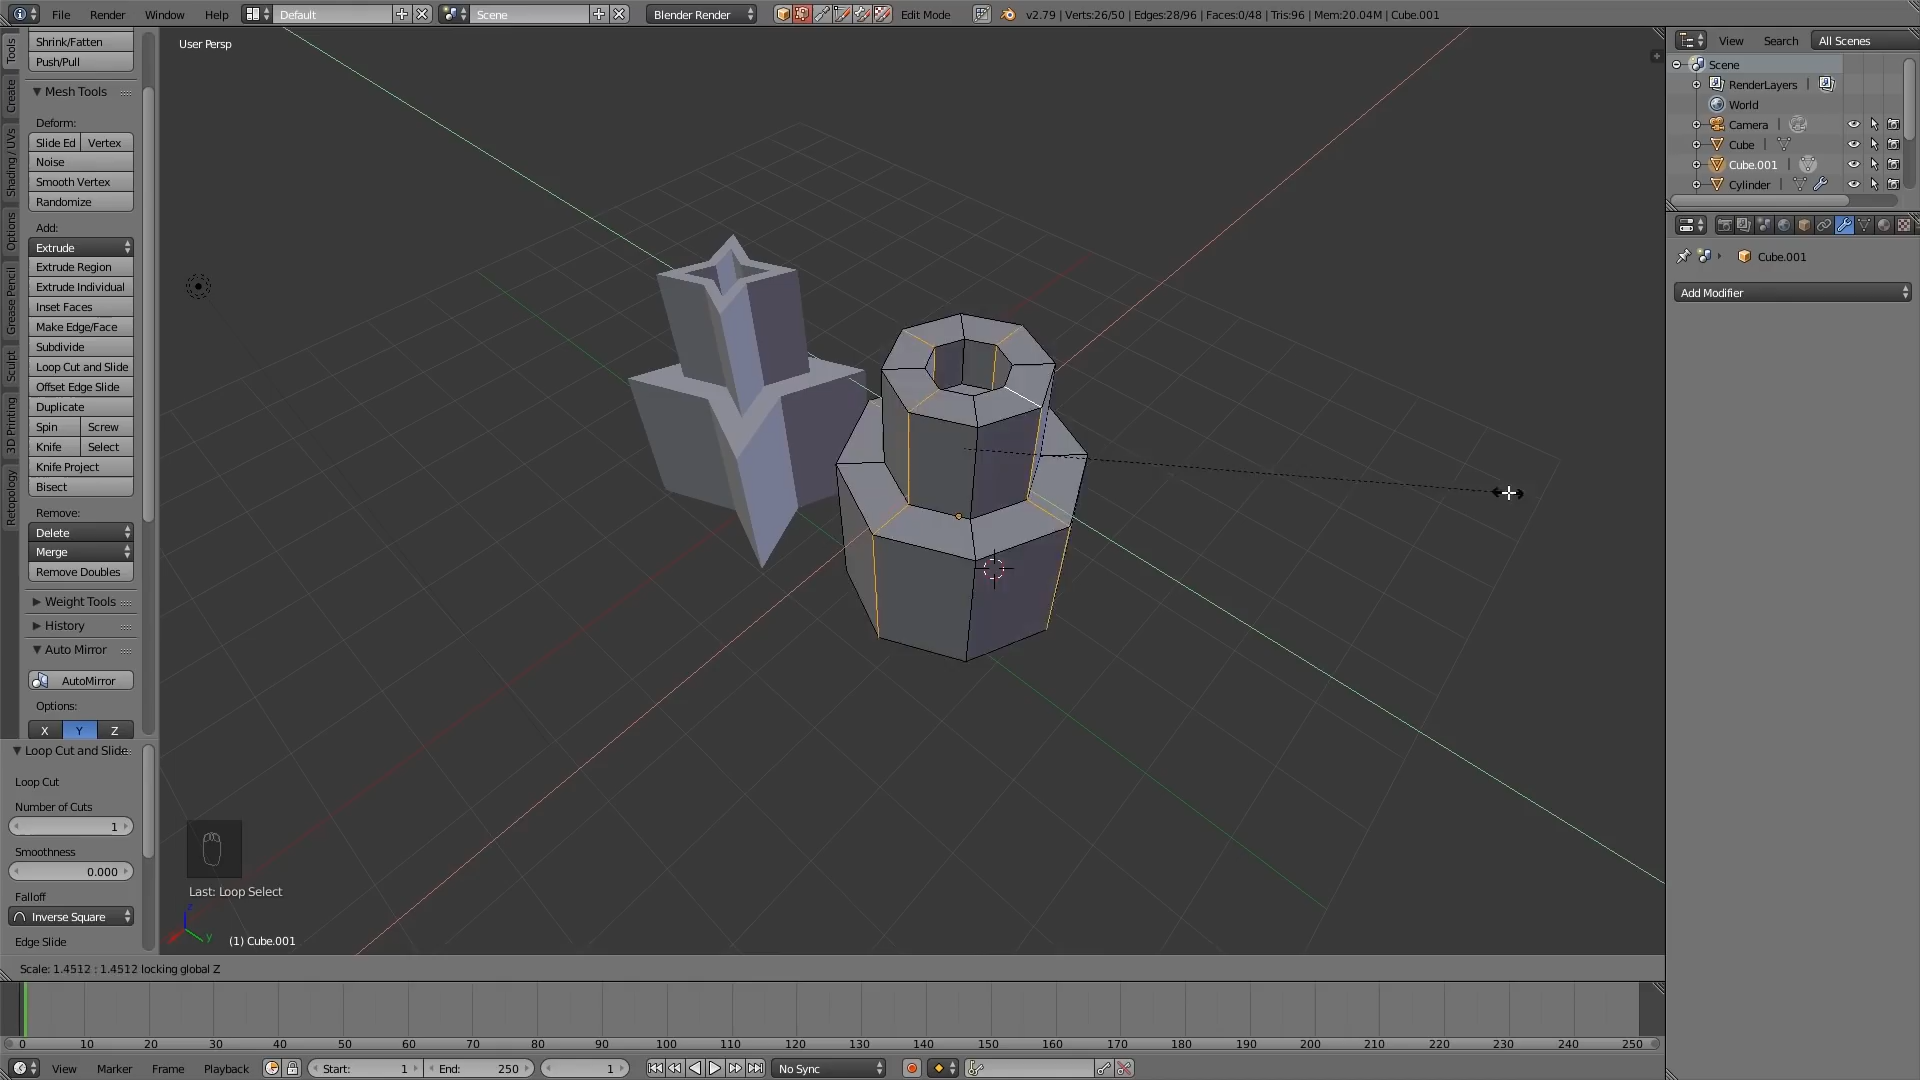 File Render Window Help Default Scene Blender Render Edit Mode v2.79 | Verts:26/50 | Edges:28/96 | Faces:0/48 | Tris:96 | Mem:20.04M | Cube.001
Tools
Create
Shading / UVs
Options
Grease Pencil
Sculpt
3D Printing
Retopology
Shrink/Fatten
Push/Pull
Mesh Tools
Deform:
Slide Ed Vertex
Noise
Smooth Vertex
Randomize
Add:
Extrude
Extrude Region
Extrude Individual
Inset Faces
Make Edge/Face
Subdivide
Loop Cut and Slide
Offset Edge Slide
Duplicate
Spin Screw
Knife Select
Knife Project
Bisect
Remove:
Delete
Merge
Remove Doubles
Weight Tools
History
Auto Mirror
AutoMirror
Options:
X Y Z
Loop Cut and Slide
Loop Cut
Number of Cuts
1
Smoothness
0.000
Falloff
Inverse Square
Edge Slide
User Persp
Last: Loop Select
z
y
(1) Cube.001
Scale: 1.4512 : 1.4512 locking global Z
View Search All Scenes
Scene
RenderLayers |
World
Camera |
Cube |
Cube.001 |
Cylinder |
Cube.001
Add Modifier
0 10 20 30 40 50 60 70 80 90 100 110 120 130 140 150 160 170 180 190 200 210 220 230 240 250
View Marker Frame Playback Start: 1 End: 250 1 No Sync